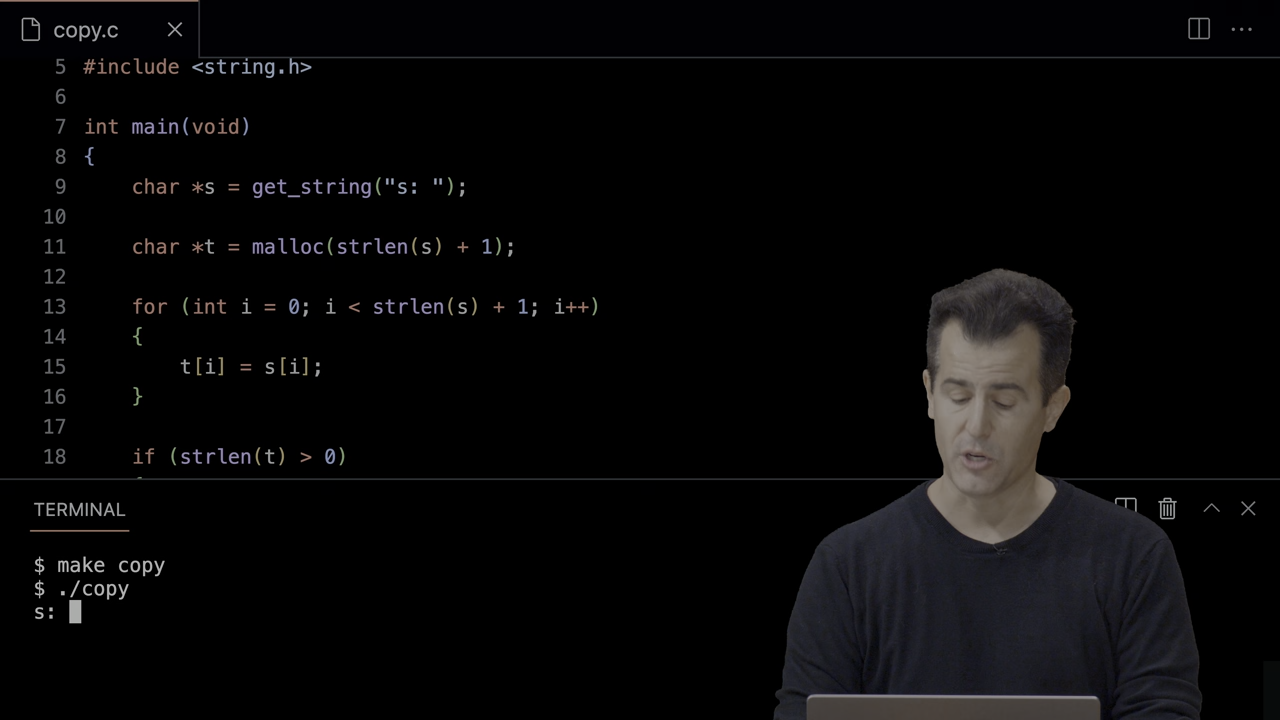 copy.c
5 #include <string.h>
6
7 int main(void)
8 {
9     char *s = get_string("s: ");
10
11     char *t = malloc(strlen(s) + 1);
12
13     for (int i = 0; i < strlen(s) + 1; i++)
14     {
15         t[i] = s[i];
16     }
17
18     if (strlen(t) > 0)
TERMINAL
$ make copy
$ ./copy
s: